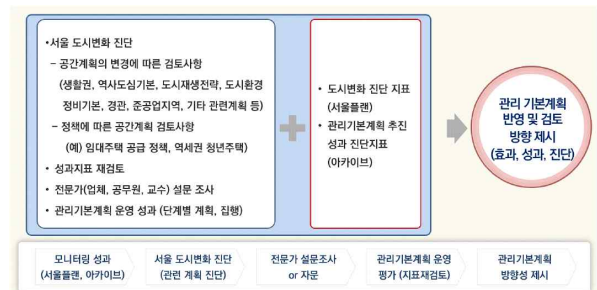 •서울 도시변화 진단
– 공간계획의 변경에 따른 검토사항
(생활권, 역사도심기본, 도시재생전략, 도시환경
정비기본, 경관, 준공업지역, 기타 관련계획 등)
– 정책에 따른 공간계획 검토사항
(예) 임대주택 공급 정책, 역세권 청년주택)
• 성과지표 재검토
• 전문가(업체, 공무원, 교수) 설문 조사
• 관리기본계획 운영 성과 (단계별 계획, 집행)
• 도시변화 진단 지표
(서울플랜)
• 관리기본계획 추진
성과 진단지표
(아카이브)
관리 기본계획
반영 및 검토
방향 제시
(효과, 성과, 진단)
모니터링 성과
(서울플랜, 아카이브)
서울 도시변화 진단
(관련 계획 진단)
전문가 설문조사
or 자문
관리기본계획 운영
평가 (지표재검토)
관리기본계획
방향성 제시